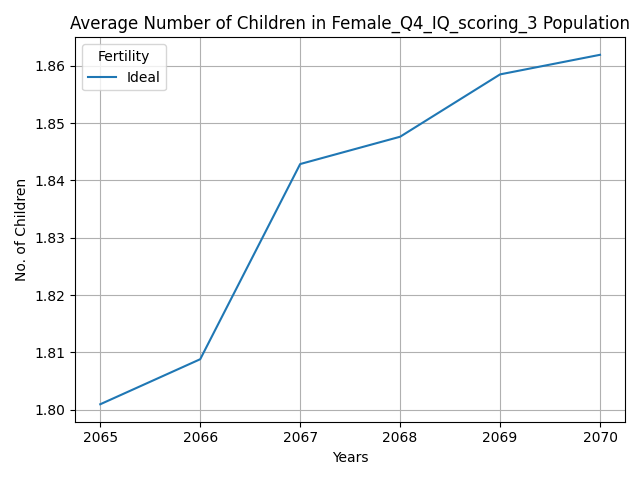 Average Number of Children in Female_Q4_IQ_scoring_3 Population
Fertility
Ideal
No. of Children
1.86
1.85
1.84
1.83
1.82
1.81
1.80
2065 2066 2067 2068 2069 2070
Years